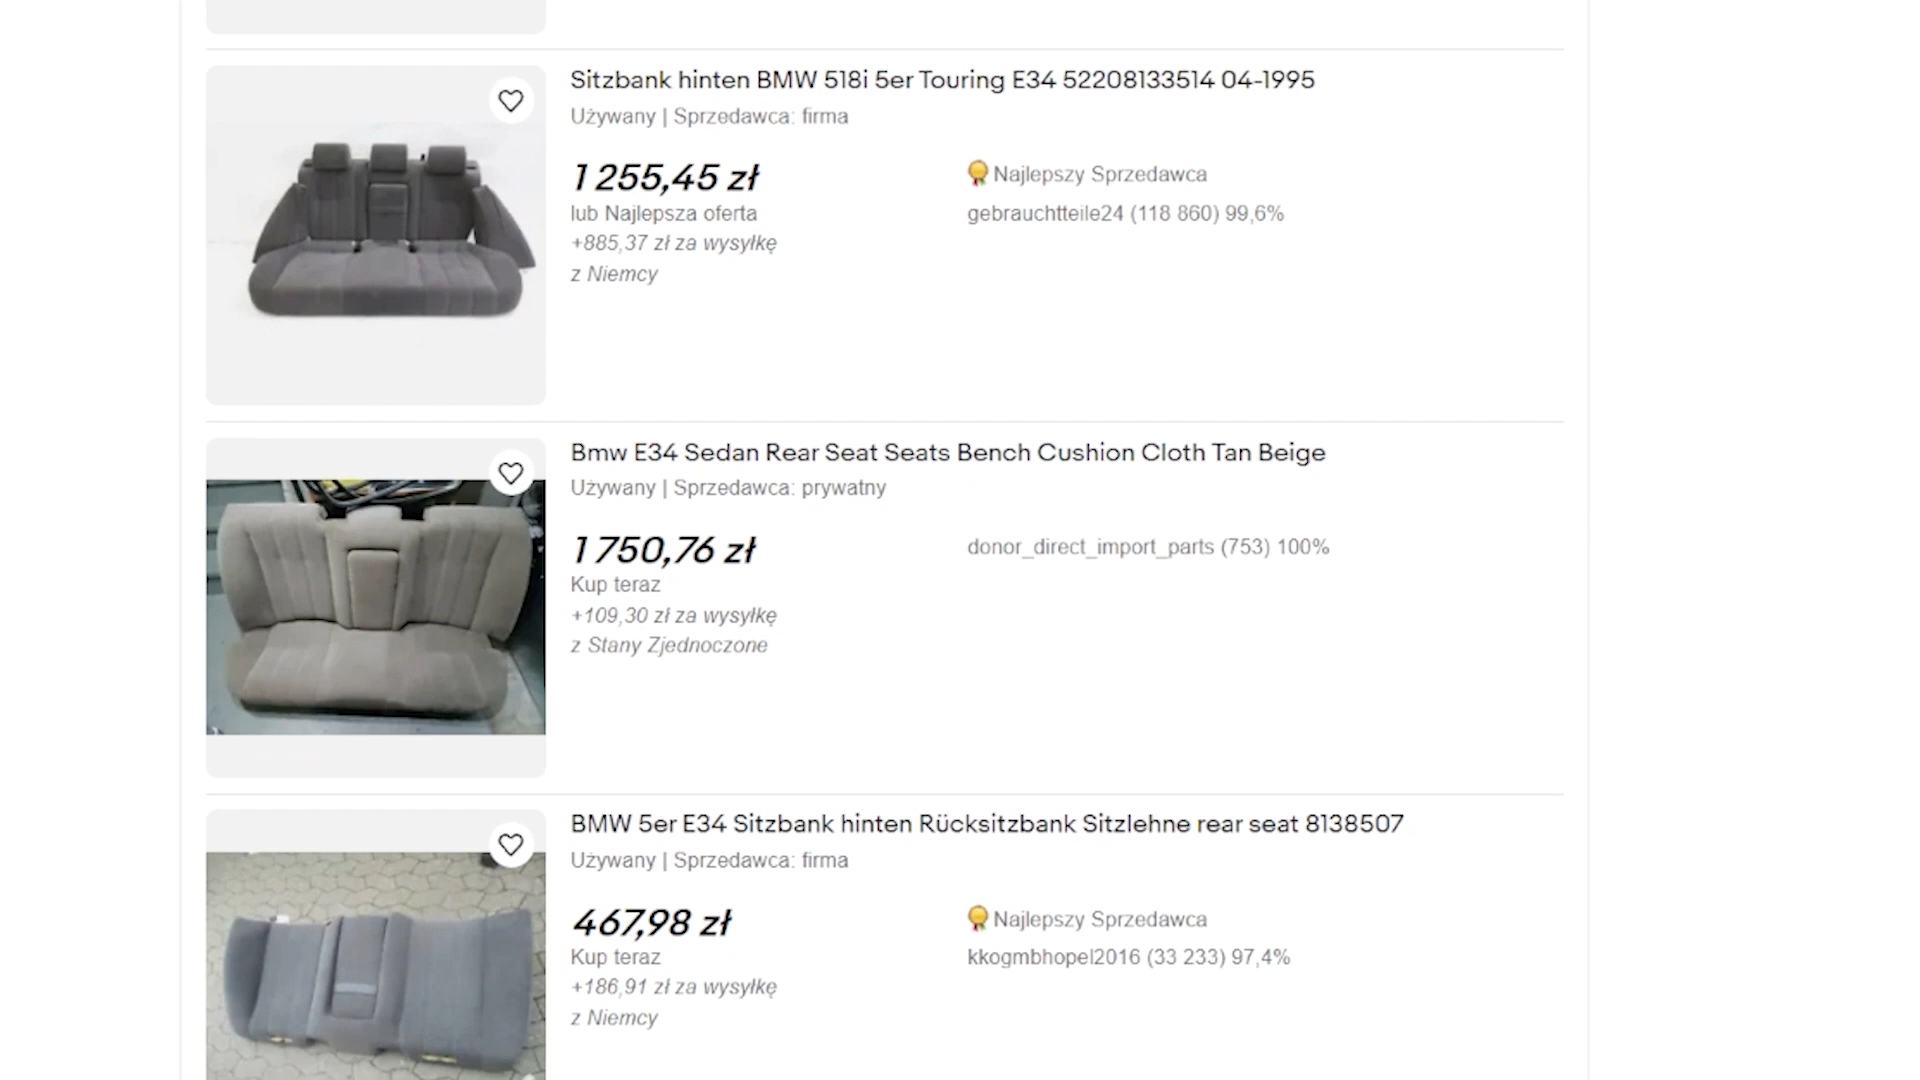 Sitzbank hinten BMW 518i 5er Touring E34 52208133514 04-1995
Używany | Sprzedawca: firma
1 255,45 zł
Najlepszy Sprzedawca
lub Najlepsza oferta
gebrauchtteile24 (118 860) 99,6%
+885,37 zł za wysyłkę
z Niemcy
Bmw E34 Sedan Rear Seat Seats Bench Cushion Cloth Tan Beige
Używany | Sprzedawca: prywatny
1 750,76 zł
donor_direct_import_parts (753) 100%
Kup teraz
+109,30 zł za wysyłkę
z Stany Zjednoczone
BMW 5er E34 Sitzbank hinten Rücksitzbank Sitzlehne rear seat 8138507
Używany | Sprzedawca: firma
467,98 zł
Najlepszy Sprzedawca
Kup teraz
kkogmbhopel2016 (33 233) 97,4%
+186,91 zł za wysyłkę
z Niemcy